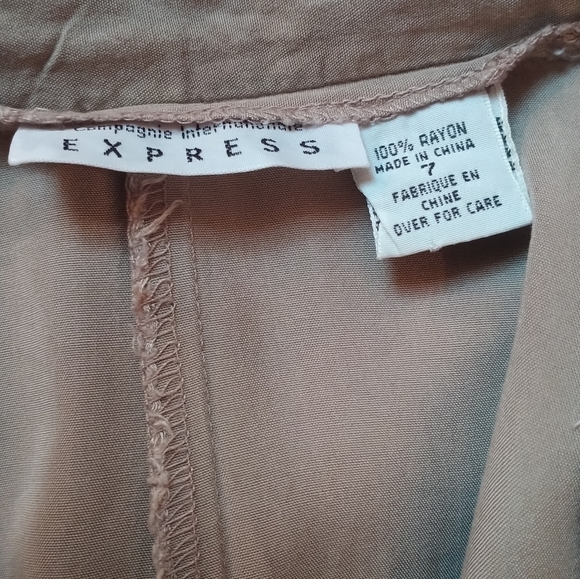 Compagnie Internationale
EXPRESS
100% RAYON
MADE IN CHINA
7
FABRIQUE EN
CHINE
OVER FOR CARE